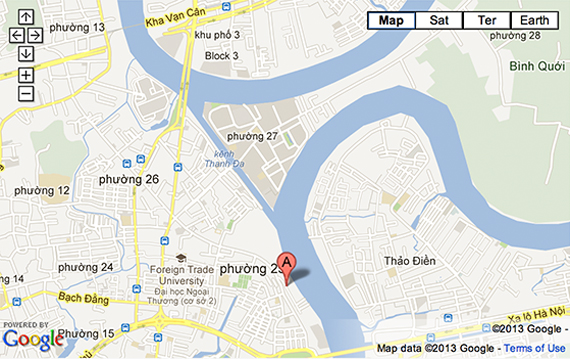 phường 13
Kha Vạn Cân
khu phố 3
Block 3
Map
Sat
Ter
Earth
phường 28
Bình Quới
phường 27
kênh
Thanh Đa
phường 26
phường 12
phường 24
Foreign Trade
University
Đại học Ngoại
Thương (cơ sở 2)
phường 25
A
Thảo Điền
14
Bạch Đằng
Xa lộ Hà Nội
POWERED BY
Google
Phường 15
©2013 Google -
Map data ©2013 Google - Terms of Use